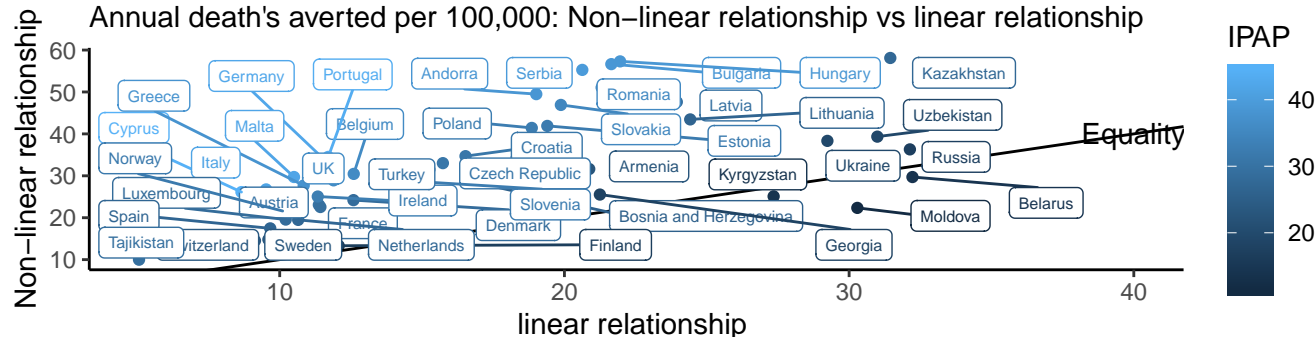 Annual death's averted per 100,000: Non−linear relationship vs linear relationship
Non−linear relationship
60
50
40
30
20
10
Germany
Portugal
Andorra
Serbia
Bulgaria
Hungary
Kazakhstan
Greece
Romania
Latvia
Lithuania
Uzbekistan
Cyprus
Malta
Belgium
Poland
Slovakia
Estonia
Equality
Norway
Italy
UK
Croatia
Turkey
Czech Republic
Armenia
Kyrgyzstan
Ukraine
Russia
Luxembourg
Austria
Ireland
Slovenia
Belarus
Spain
France
Denmark
Bosnia and Herzegovina
Moldova
Tajikistan
witzerland
Sweden
Netherlands
Finland
Georgia
10
20
30
40
linear relationship
IPAP
40
30
20